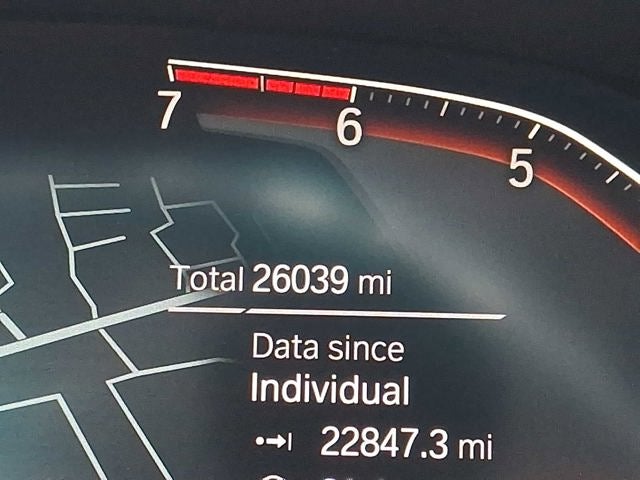 7
6
5
Total 26039 mi
Data since
Individual
22847.3 mi